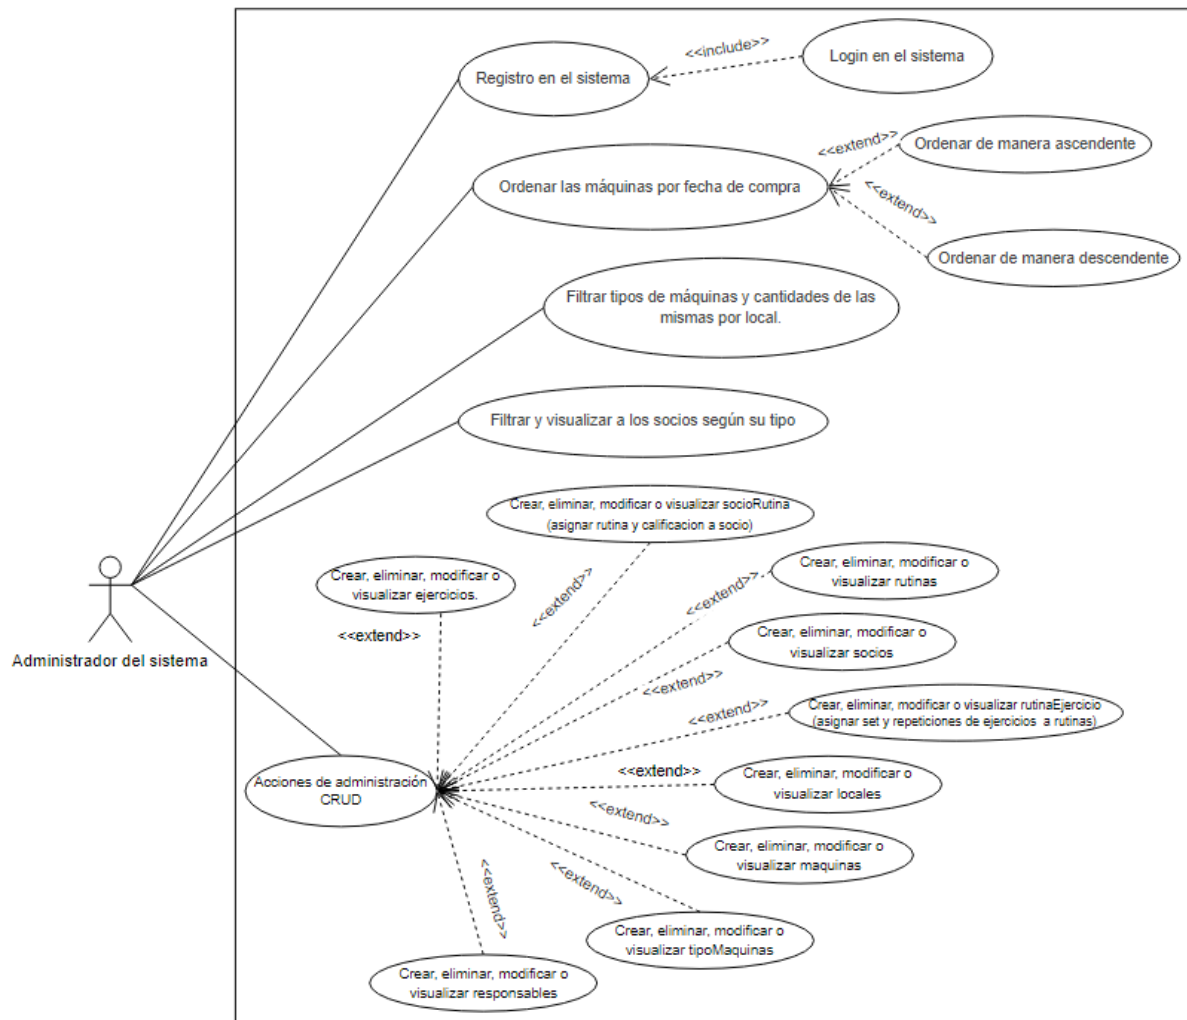 Registro en el sistema
<<include>>
Login en el sistema
Ordenar las máquinas por fecha de compra
<<extend>>
Ordenar de manera ascendente
<<extend>>
Ordenar de manera descendente
Filtrar tipos de máquinas y cantidades de las
mismas por local.
Filtrar y visualizar a los socios según su tipo
Crear, eliminar, modificar o visualizar socioRutina
(asignar rutina y calificacion a socio)
<<extend>>
Crear, eliminar, modificar o
visualizar ejercicios.
<<extend>>
Crear, eliminar, modificar o
visualizar rutinas
<<extend>>
Crear, eliminar, modificar o
visualizar socios
<<extend>>
Administrador del sistema
Crear, eliminar, modificar o visualizar rutinaEjercicio
(asignar set y repeticiones de ejercicios a rutinas)
<<extend>>
Acciones de administración
CRUD
<<extend>>
Crear, eliminar, modificar o
visualizar locales
<<extend>>
Crear, eliminar, modificar o
visualizar maquinas
<<extend>>
Crear, eliminar, modificar o
visualizar tipoMaquinas
<<extend>>
Crear, eliminar, modificar o
visualizar responsables